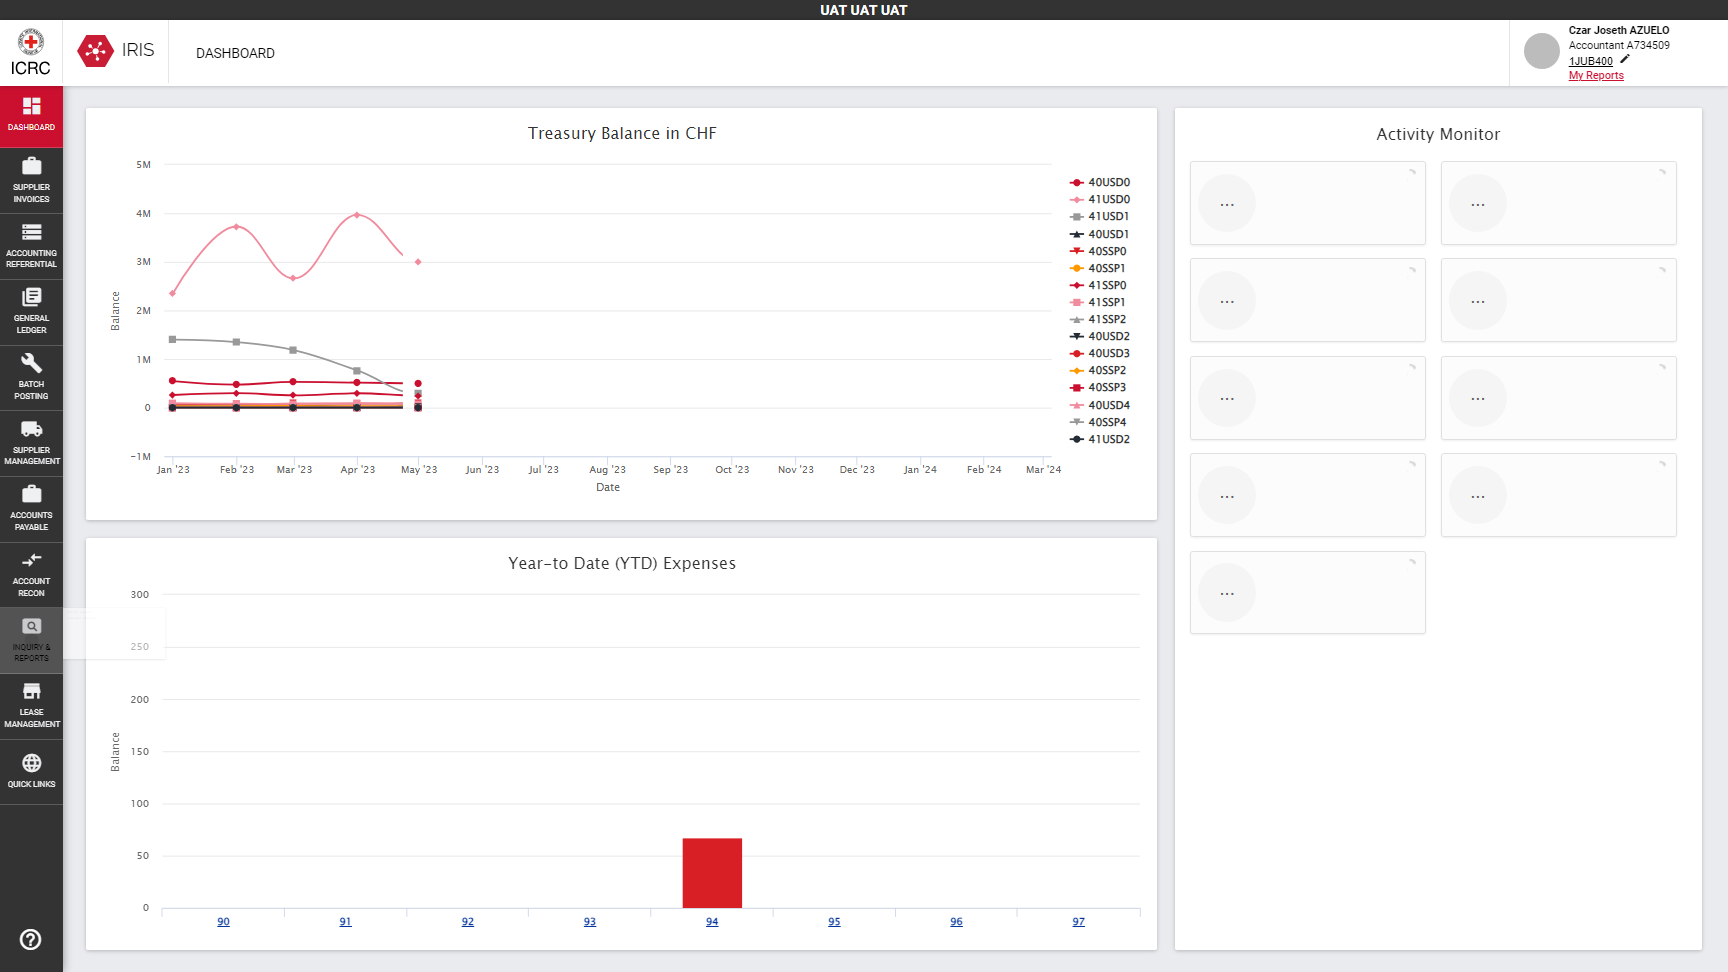 UAT UAT UAT
ICRC
IRIS
DASHBOARD
Czar Joseth AZUELO
Accountant A734509
1JUB400
My Reports
DASHBOARD
SUPPLIER
INVOICES
ACCOUNTING
REFERENTIAL
GENERAL
LEDGER
BATCH
POSTING
SUPPLIER
MANAGEMENT
ACCOUNTS
PAYABLE
ACCOUNT
RECON
INQUIRY &
REPORTS
LEASE
MANAGEMENT
QUICK LINKS
Treasury Balance in CHF
5M
4M
3M
2M
1M
0
-1M
Balance
Jan '23 Feb '23 Mar '23 Apr '23 May '23 Jun '23 Jul '23 Aug '23 Sep '23 Oct '23 Nov '23 Dec '23 Jan '24 Feb '24 Mar '24
Date
40USD0
41USD0
41USD1
40USD1
40SSP0
40SSP1
41SSP0
41SSP1
41SSP2
40USD2
40USD3
40SSP2
40SSP3
40USD4
40SSP4
41USD2
Year-to Date (YTD) Expenses
300
250
200
150
100
50
0
Balance
90 91 92 93 94 95 96 97
Activity Monitor
... ...
... ...
... ...
... ...
...